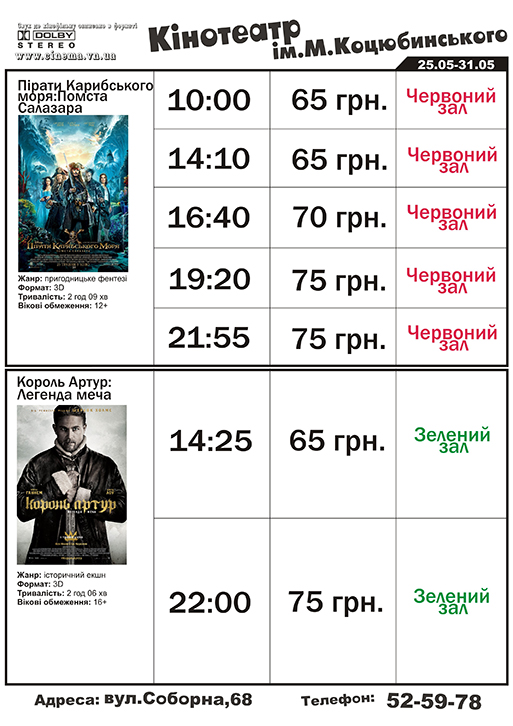 Звук по кінофільму записано в форматі
DOLBY
STEREO
www.cinema.vn.ua
Кінотеатр
ім.М.Коцюбинського
25.05-31.05
Пірати Карибського
моря:Помста
Салазара
Пірати Карибського Моря
Жанр: пригодницьке фентезі
Формат: 3D
Тривалість: 2 год 09 хв
Вікові обмеження: 12+
10:00 65 грн. Червоний
зал
14:10 65 грн. Червоний
зал
16:40 70 грн. Червоний
зал
19:20 75 грн. Червоний
зал
21:55 75 грн. Червоний
зал
Король Артур:
Легенда меча
Король Артур
Жанр: історичний екшн
Формат: 3D
Тривалість: 2 год 06 хв
Вікові обмеження: 16+
14:25 65 грн. Зелений
зал
22:00 75 грн. Зелений
зал
Адреса: вул.Соборна,68
Телефон: 52-59-78